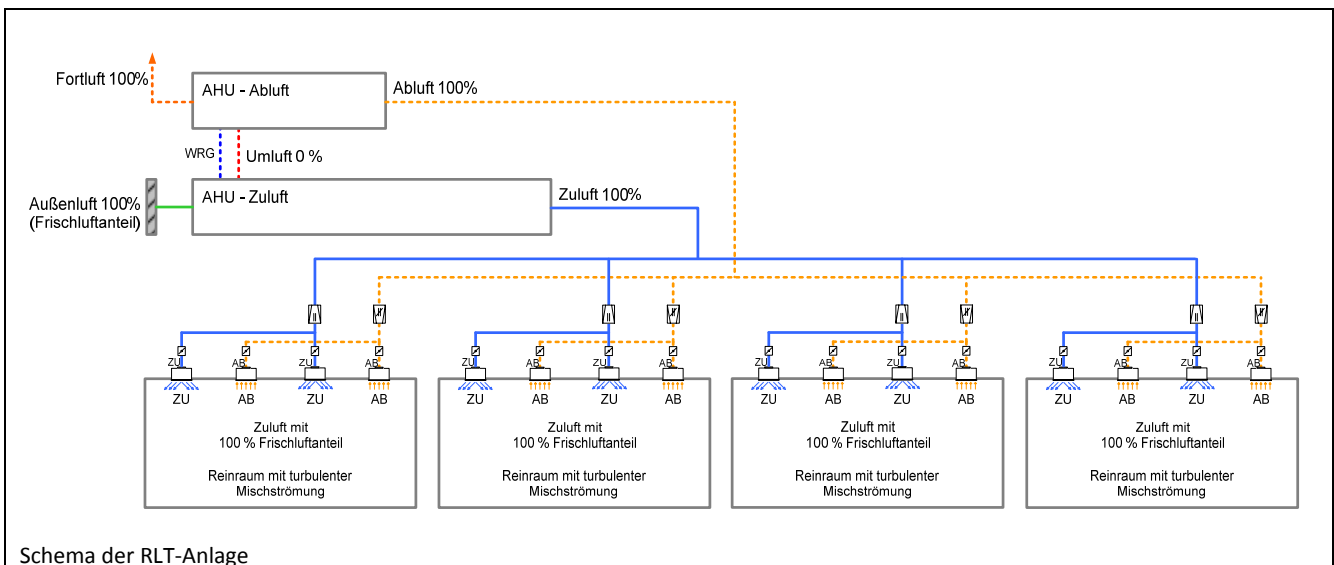 Fortluft 100%
AHU - Abluft
Abluft 100%
WRG
Umluft 0 %
Außenluft 100%
(Frischluftanteil)
AHU - Zuluft
Zuluft 100%
ZU AB ZU AB
ZU AB ZU AB
ZU AB ZU AB
ZU AB ZU AB
ZU AB ZU AB
ZU AB ZU AB
ZU AB ZU AB
ZU AB ZU AB
Zuluft mit
100 % Frischluftanteil
Reinraum mit turbulenter
Mischströmung
Zuluft mit
100 % Frischluftanteil
Reinraum mit turbulenter
Mischströmung
Zuluft mit
100 % Frischluftanteil
Reinraum mit turbulenter
Mischströmung
Zuluft mit
100 % Frischluftanteil
Reinraum mit turbulenter
Mischströmung
Schema der RLT-Anlage